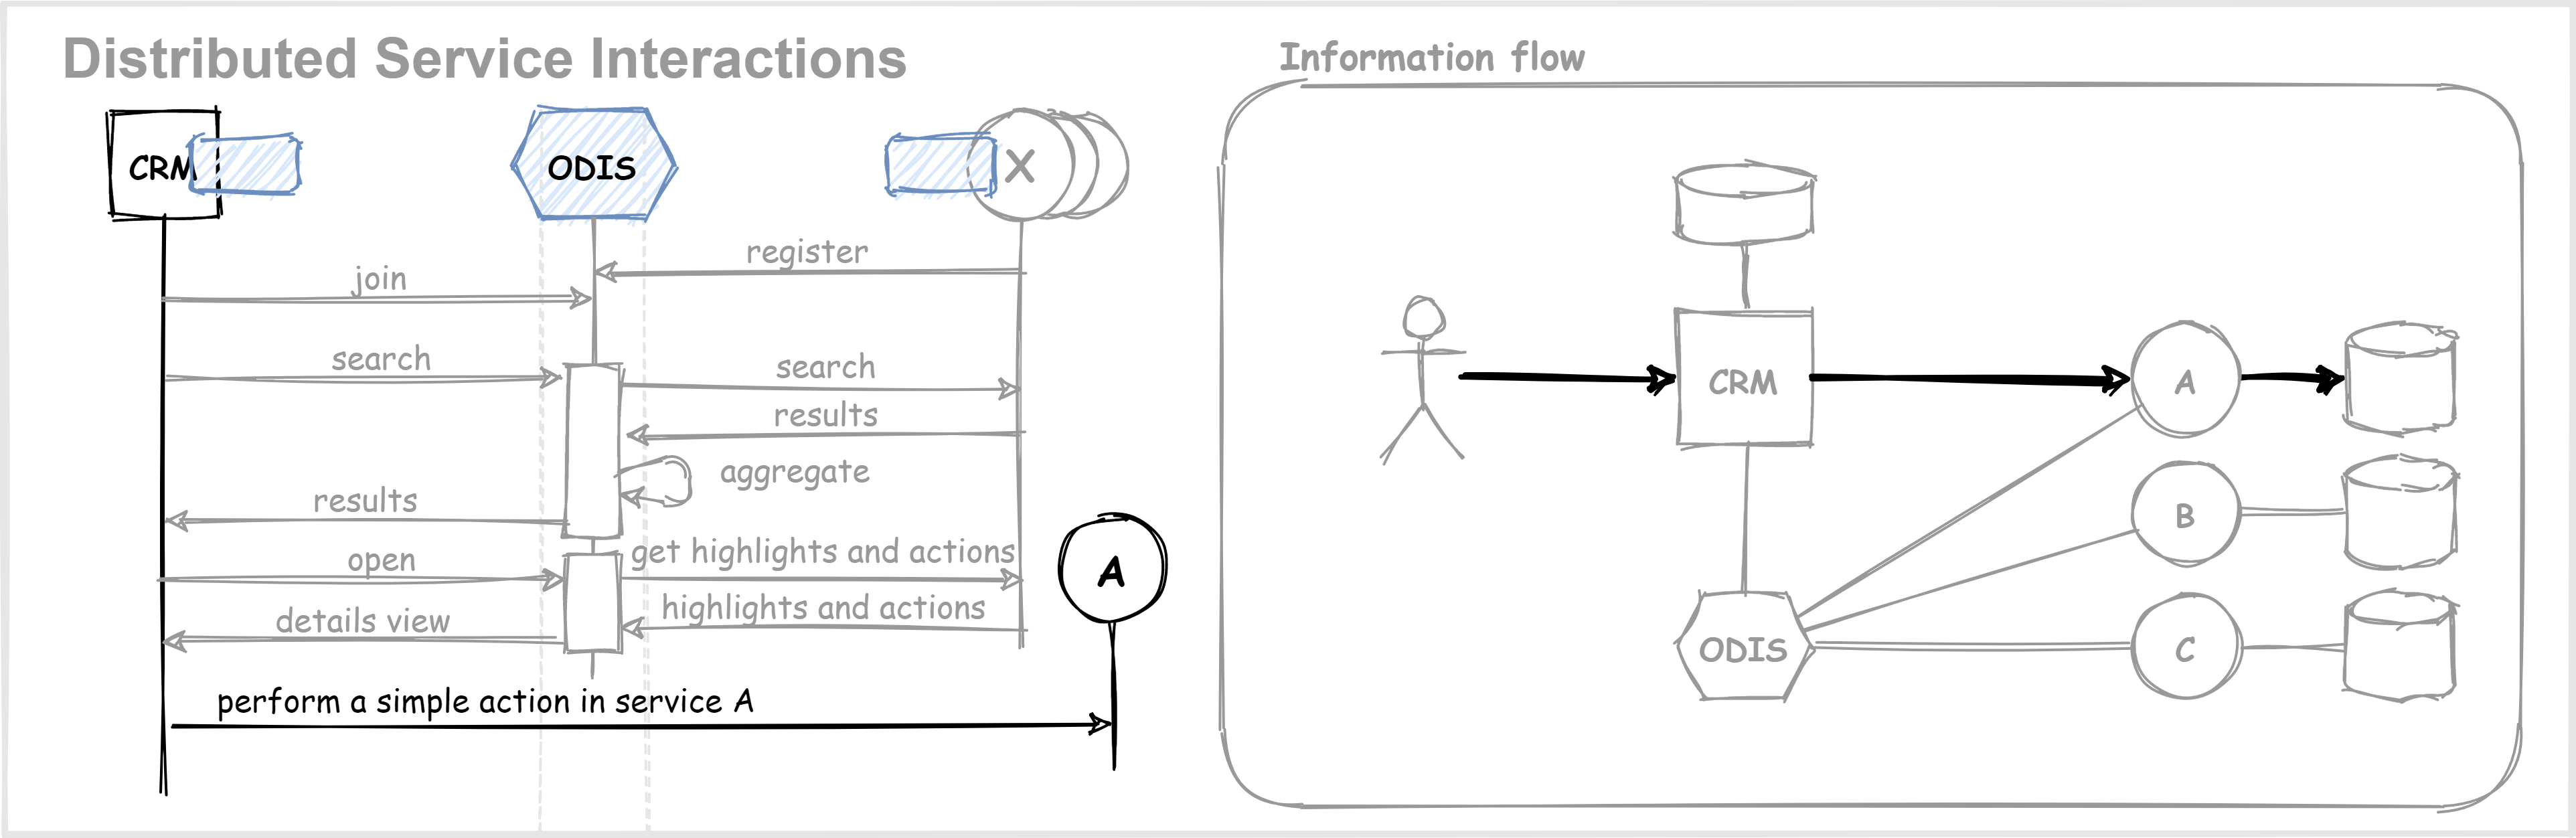 Distributed Service Interactions
CRM
ODIS
X
register
join
search
search
results
aggregate
results
get highlights and actions
open
A
highlights and actions
details view
perform a simple action in service A
Information flow
CRM
A
B
ODIS
C